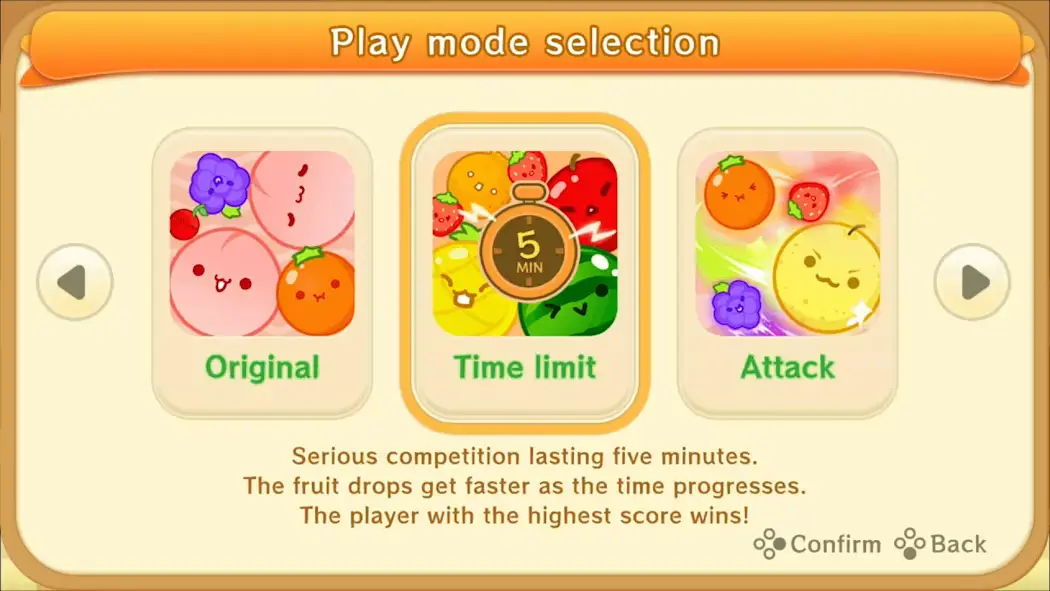 Play mode selection
5
MIN
Original
Time limit
Attack
Serious competition lasting five minutes.
The fruit drops get faster as the time progresses.
The player with the highest score wins!
Confirm Back